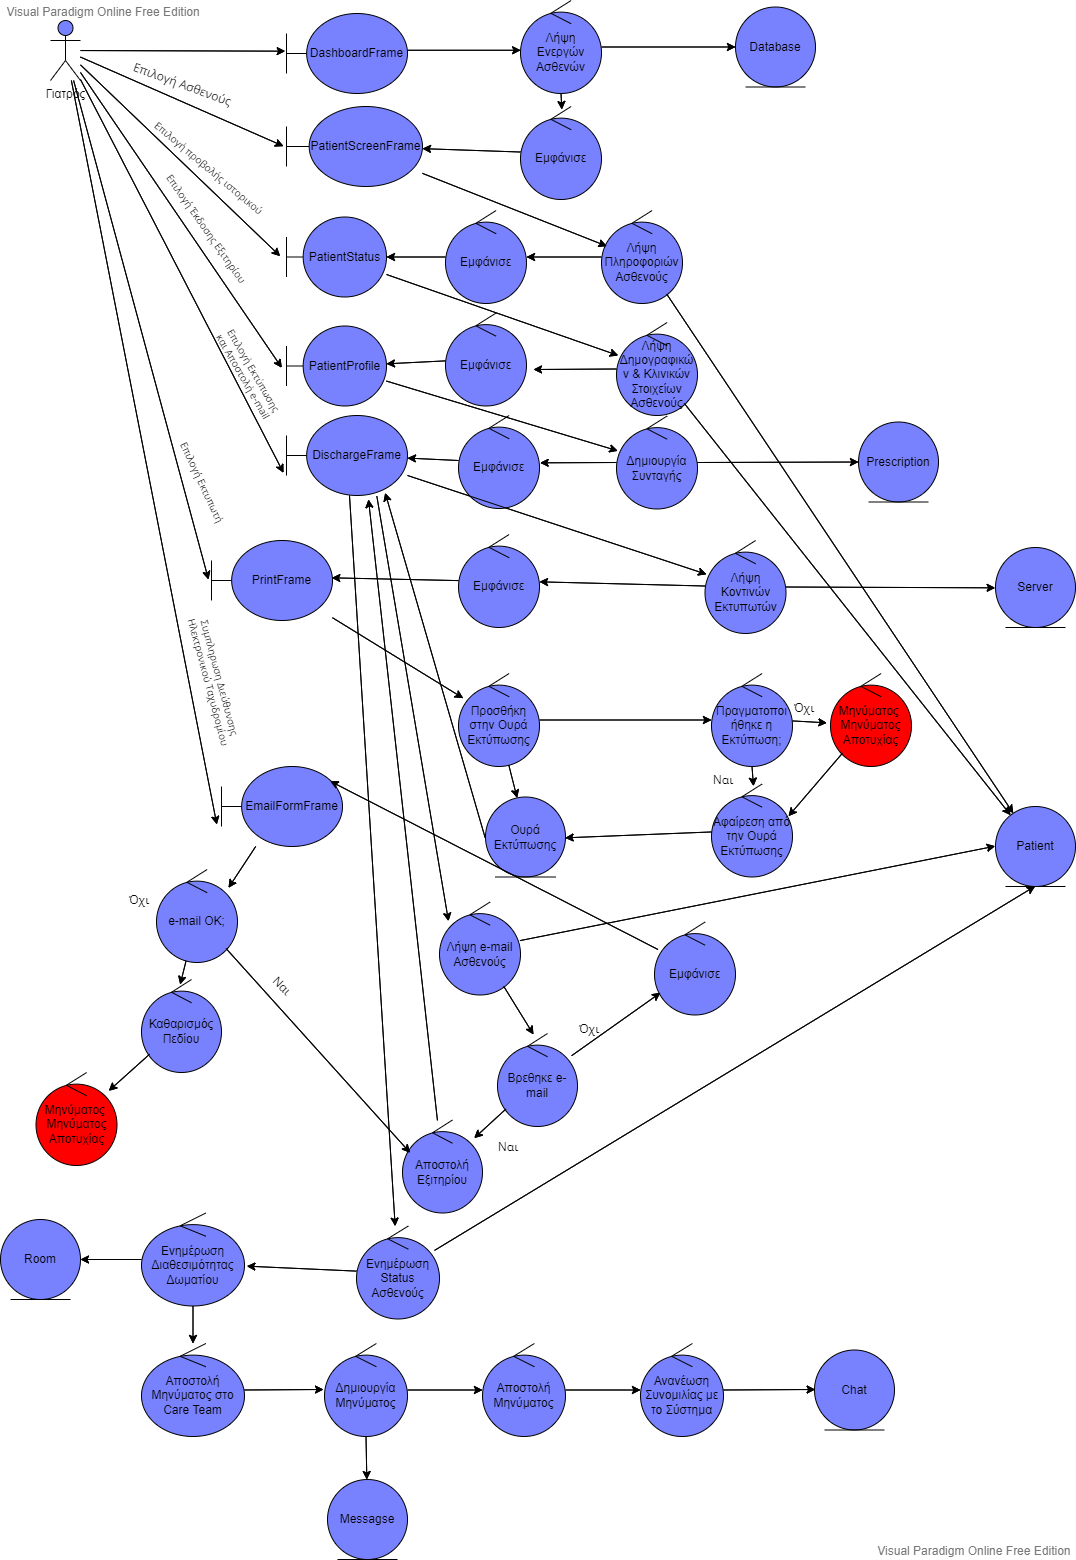 Visual Paradigm Online Free Edition
Γιατρός
DashboardFrame
Λήψη
Ενεργών
Ασθενών
Database
Επιλογή Ασθενούς
PatientScreenFrame
Εμφάνισε
Επιλογή προβολής ιστορικού
PatientStatus
Εμφάνισε
Λήψη
Πληροφοριών
Ασθενούς
Επιλογή Έκδοσης Εξιτηρίου
PatientProfile
Εμφάνισε
Λήψη
Δημογραφικώ
ν & Κλινικών
Στοιχείων
Ασθενούς
Επιλογή Εκτύπωσης
και Αποστολή e-mail
DischargeFrame
Εμφάνισε
Δημιουργία
Συνταγής
Prescription
Επιλογή Εκτυπωτή
PrintFrame
Εμφάνισε
Λήψη
Κοντινών
Εκτυπωτών
Server
Συμπλήρωση Διεύθυνσης
Ηλεκτρονικού Ταχυδρομίου
Προσθήκη
στην Ουρά
Εκτύπωσης
Πραγματοποι
ήθηκε η
Εκτύπωση;
Όχι
Μηνύματος
Μηνύματος
Αποτυχίας
Ναι
EmailFormFrame
Ουρά
Εκτύπωσης
Αφαίρεση από
την Ουρά
Εκτύπωσης
Patient
Όχι
e-mail OK;
Λήψη e-mail
Ασθενούς
Εμφάνισε
Ναι
Καθαρισμός
Πεδίου
Όχι
Βρεθηκε e-
mail
Μηνύματος
Μηνύματος
Αποτυχίας
Ναι
Αποστολή
Εξιτηρίου
Room
Ενημέρωση
Διαθεσιμότητας
Δωματίου
Ενημέρωση
Status
Ασθενούς
Αποστολή
Μηνύματος στο
Care Team
Δημιουργία
Μηνύματος
Αποστολή
Μηνύματος
Ανανέωση
Συνομιλίας με
το Σύστημα
Chat
Messagse
Visual Paradigm Online Free Edition